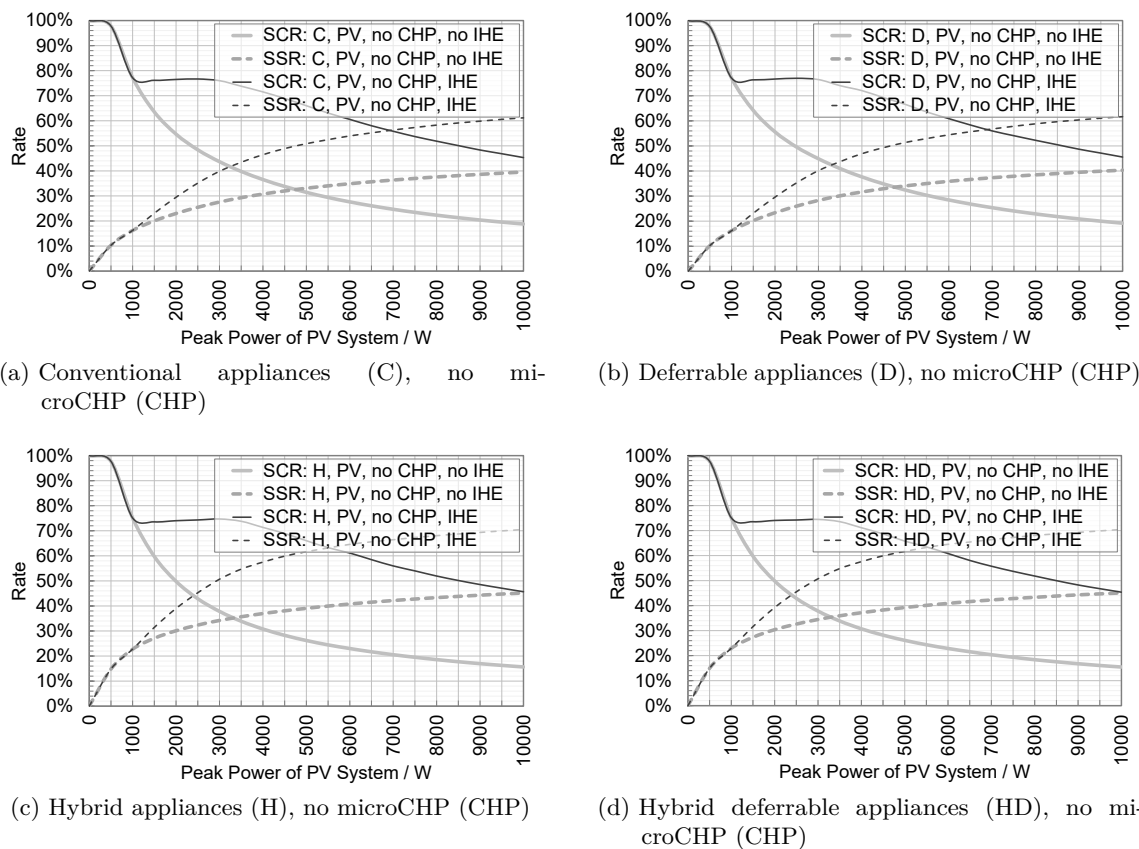 100%
90%
80%
70%
60%
50%
40%
30%
20%
10%
0%
Rate
SCR: C, PV, no CHP, no IHE
SSR: C, PV, no CHP, no IHE
SCR: C, PV, no CHP, IHE
SSR: C, PV, no CHP, IHE
0
1000
2000
3000
4000
5000
6000
7000
8000
9000
10000
Peak Power of PV System / W
(a) Conventional appliances (C), no mi-
croCHP (CHP)
100%
90%
80%
70%
60%
50%
40%
30%
20%
10%
0%
Rate
SCR: D, PV, no CHP, no IHE
SSR: D, PV, no CHP, no IHE
SCR: D, PV, no CHP, IHE
SSR: D, PV, no CHP, IHE
0
1000
2000
3000
4000
5000
6000
7000
8000
9000
10000
Peak Power of PV System / W
(b) Deferrable appliances (D), no microCHP (CHP)
100%
90%
80%
70%
60%
50%
40%
30%
20%
10%
0%
Rate
SCR: H, PV, no CHP, no IHE
SSR: H, PV, no CHP, no IHE
SCR: H, PV, no CHP, IHE
SSR: H, PV, no CHP, IHE
0
1000
2000
3000
4000
5000
6000
7000
8000
9000
10000
Peak Power of PV System / W
(c) Hybrid appliances (H), no microCHP (CHP)
100%
90%
80%
70%
60%
50%
40%
30%
20%
10%
0%
Rate
SCR: HD, PV, no CHP, no IHE
SSR: HD, PV, no CHP, no IHE
SCR: HD, PV, no CHP, IHE
SSR: HD, PV, no CHP, IHE
0
1000
2000
3000
4000
5000
6000
7000
8000
9000
10000
Peak Power of PV System / W
(d) Hybrid deferrable appliances (HD), no mi-
croCHP (CHP)